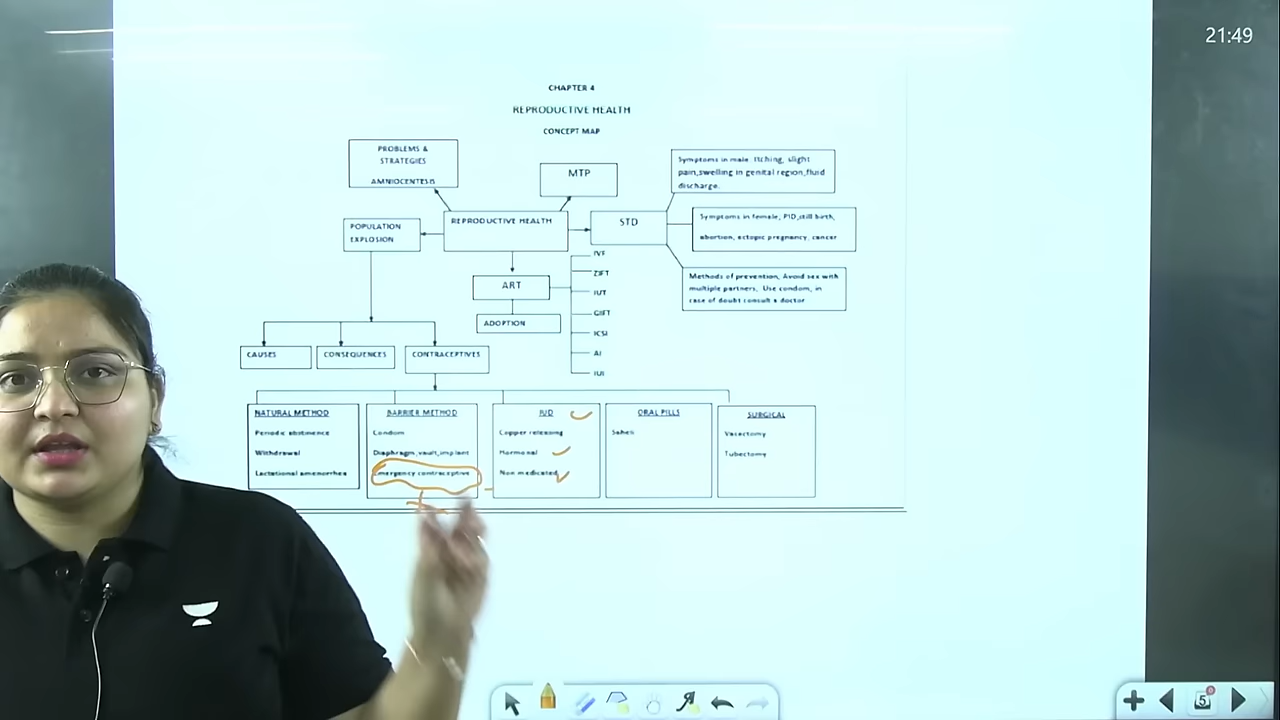 21:49
CHAPTER 4
REPRODUCTIVE HEALTH
CONCEPT MAP
PROBLEMS &
STRATEGIES
AMNIOCENTESIS
MTP
Symptoms in male: Itching, slight
pain,swelling in genital region,fluid
discharge.
POPULATION
EXPLOSION
REPRODUCTIVE HEALTH
STD
Symptoms in female; PID,still birth,
abortion, ectopic pregnancy, cancer
Methods of prevention, Avoid sex with
multiple partners, Use condom, in
case of doubt consult a doctor
ART
ADOPTION
IVF
ZIFT
IUT
GIFT
ICSI
AI
IUI
CAUSES
CONSEQUENCES
CONTRACEPTIVES
NATURAL METHOD
Periodic abstinence
Withdrawal
Lactational amenorrhea
BARRIER METHOD
Condom
Diaphragm,vault,implant
Emergency contraceptive
IUD
Copper releasing
Hormonal
Non medicated
ORAL PILLS
Saheli
SURGICAL
Vasectomy
Tubectomy
5